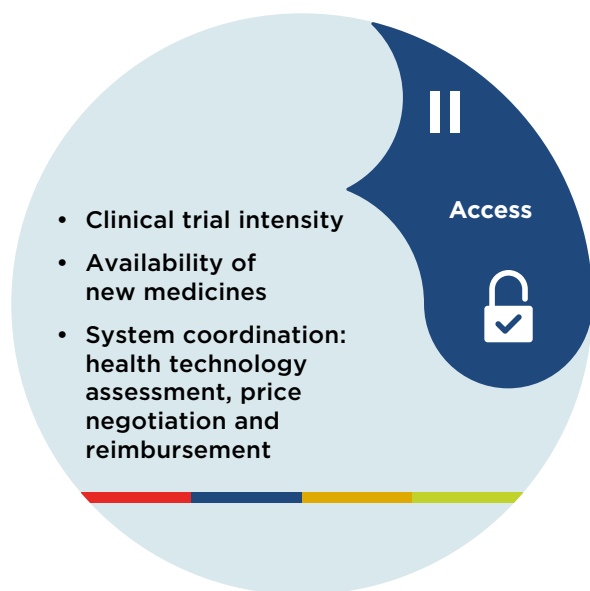 II
Access
• Clinical trial intensity
• Availability of
new medicines
• System coordination:
health technology
assessment, price
negotiation and
reimbursement